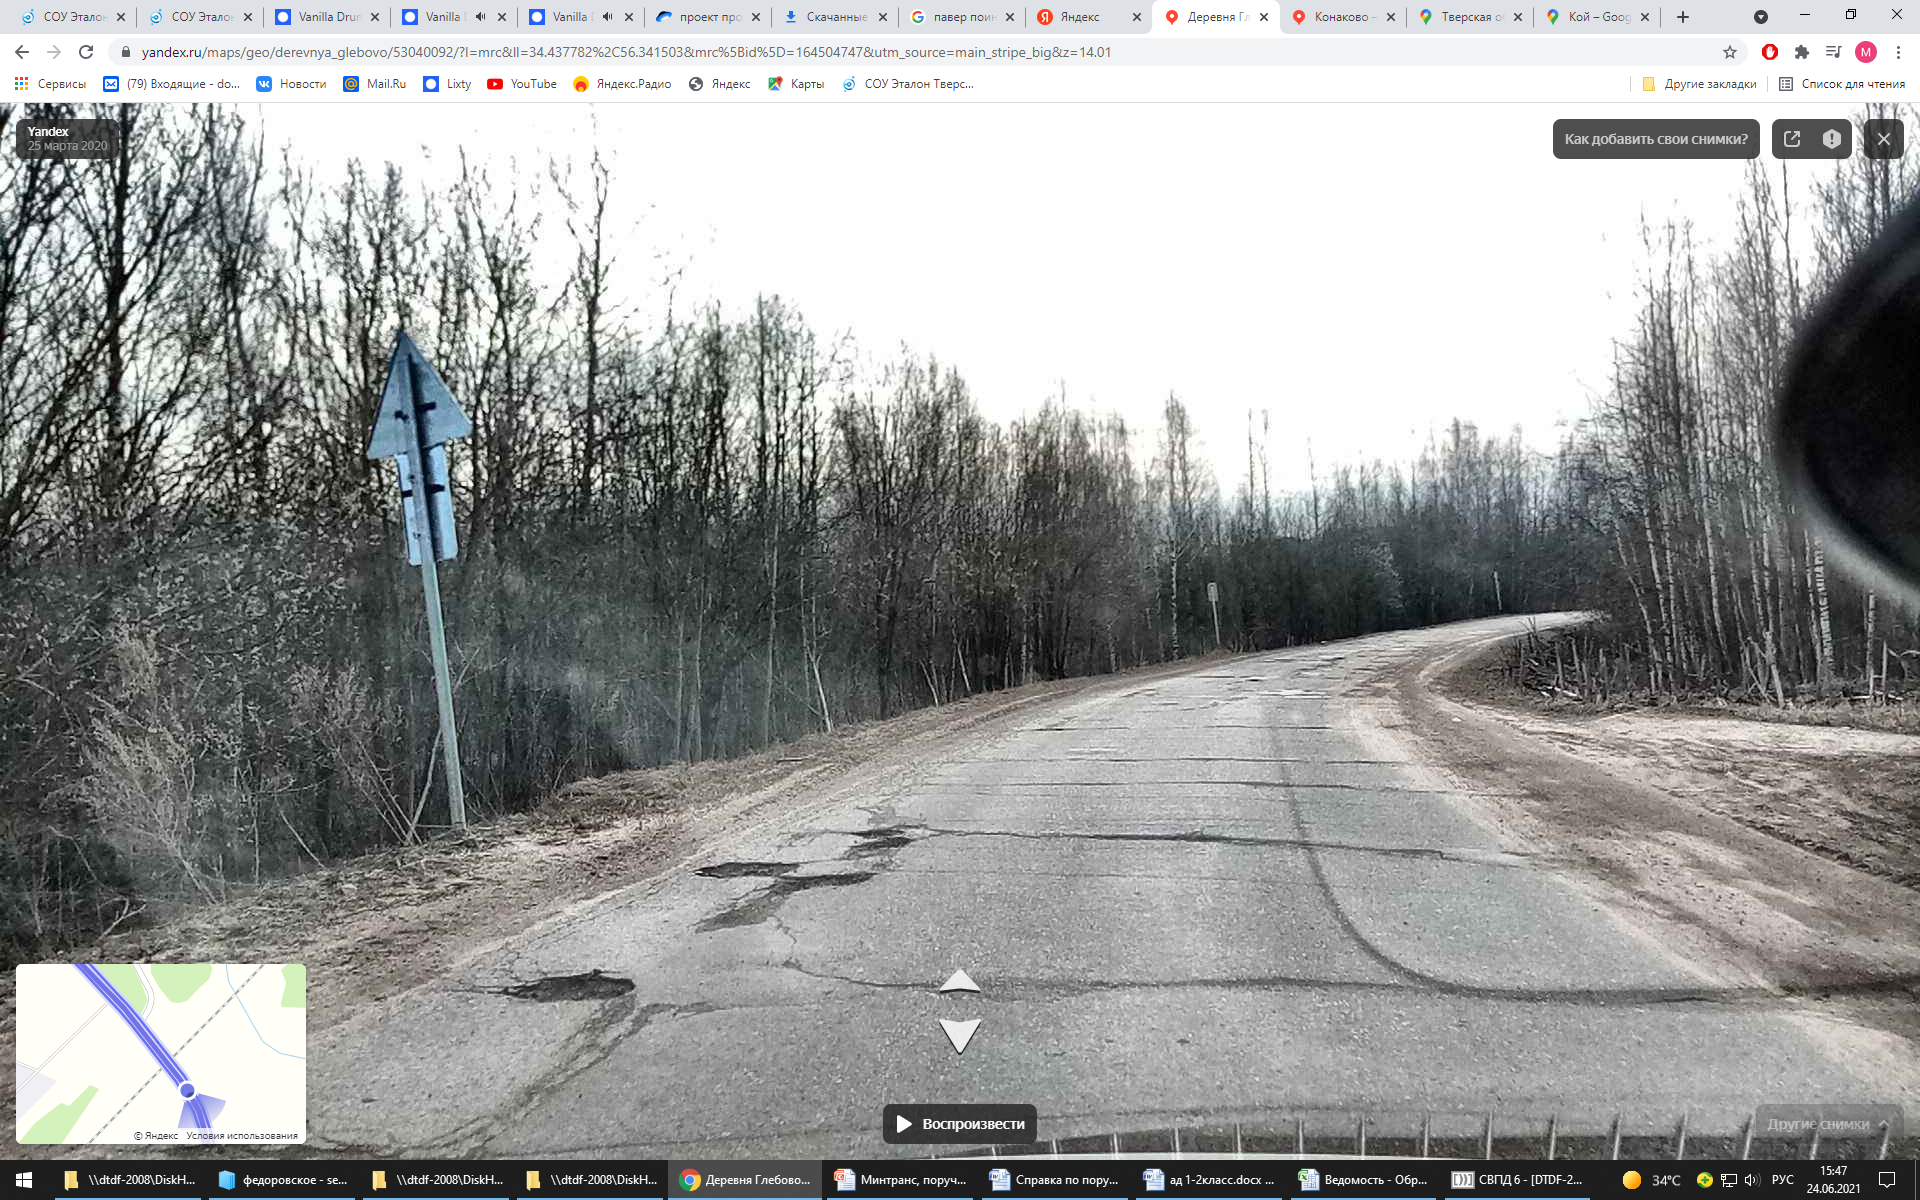 СОУ Эталон
СОУ Эталон
Vanilla Drun
Vanilla D
Vanilla D
проект про
Скачанные
павер поин
Яндекс
Деревня Гл
Конаково –
Тверская об
Кой – Goog
yandex.ru/maps/geo/derevnya_glebovo/53040092/?l=mrc&ll=34.437782%2C56.341503&mrc%5Bid%5D=164504747&utm_source=main_stripe_big&z=14.01
M
Сервисы
(79) Входящие - do...
Новости
Mail.Ru
Lixty
YouTube
Яндекс.Радио
Яндекс
Карты
СОУ Эталон Тверс...
Другие закладки
Список для чтения
Yandex
25 марта 2020
Как добавить свои снимки?
© Яндекс Условия использования
Воспроизвести
Другие снимки
\\dtdf-2008\DiskH...
федоровское - se...
\\dtdf-2008\DiskH...
\\dtdf-2008\DiskH...
Деревня Глебово...
Минтранс, поруч...
Справка по пору...
ад 1-2класс.docx ...
Ведомость - Обр...
СВПД 6 - [DTDF-2...
34°C
РУС
15:47
24.06.2021